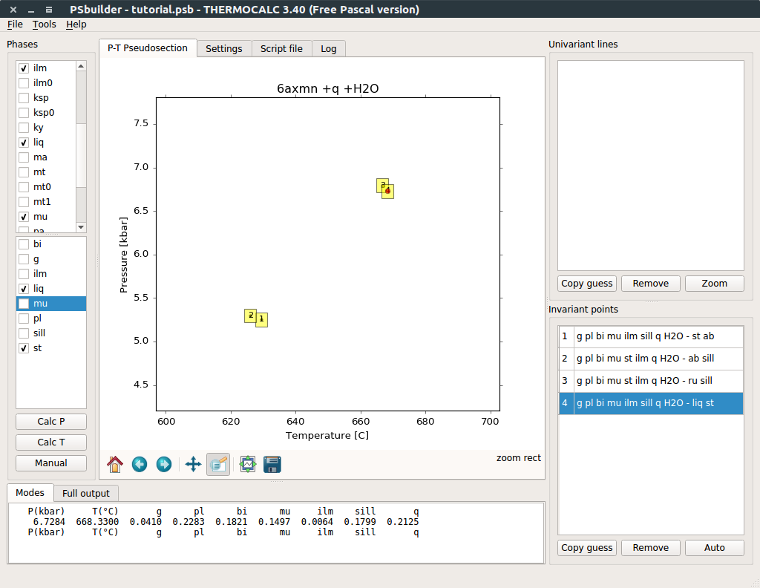 PSbuilder - tutorial.psb - THERMOCALC 3.40 (Free Pascal version)
File Tools Help
Phases
ilm
ilm0
ksp
ksp0
ky
liq
ma
mt
mt0
mt1
mu
pa
bi
g
ilm
liq
mu
pl
sill
st
Calc P
Calc T
Manual
P-T Pseudosection Settings Script file Log
6axmn +q +H2O
7.5
7.0
6.5
6.0
5.5
5.0
4.5
Pressure [kbar]
3
4
2
1
600 620 640 660 680 700
Temperature [C]
zoom rect
Univariant lines
Copy guess Remove Zoom
Invariant points
1 g pl bi mu ilm sill q H2O - st ab
2 g pl bi mu st ilm q H2O - ab sill
3 g pl bi mu st ilm q H2O - ru sill
4 g pl bi mu ilm sill q H2O - liq st
Copy guess Remove Auto
Modes Full output
P(kbar) T(°C) g pl bi mu ilm sill q
6.7284 668.3300 0.0410 0.2283 0.1821 0.1497 0.0064 0.1799 0.2125
P(kbar) T(°C) g pl bi mu ilm sill q